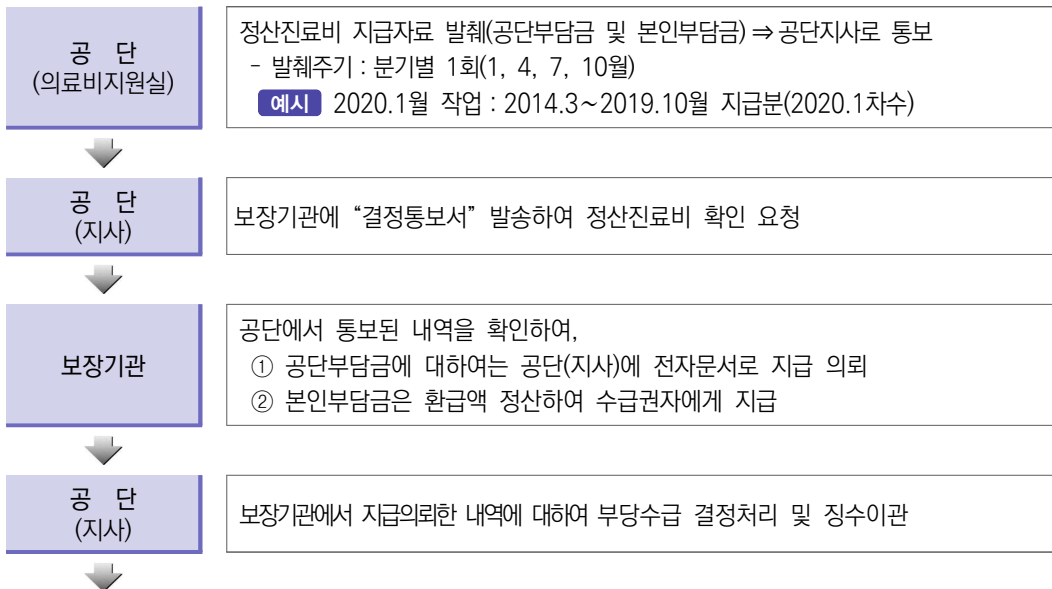 공 단
(의료비지원실)
정산진료비 지급자료 발췌(공단부담금 및 본인부담금) ⇒ 공단지사로 통보
- 발췌주기 : 분기별 1회(1, 4, 7, 10월)
예시 2020.1월 작업 : 2014.3~2019.10월 지급분(2020.1차수)
공 단
(지사)
보장기관에 “결정통보서” 발송하여 정산진료비 확인 요청
보장기관
공단에서 통보된 내역을 확인하여,
① 공단부담금에 대하여는 공단(지사)에 전자문서로 지급 의뢰
② 본인부담금은 환급액 정산하여 수급권자에게 지급
공 단
(지사)
보장기관에서 지급의뢰한 내역에 대하여 부당수급 결정처리 및 징수이관